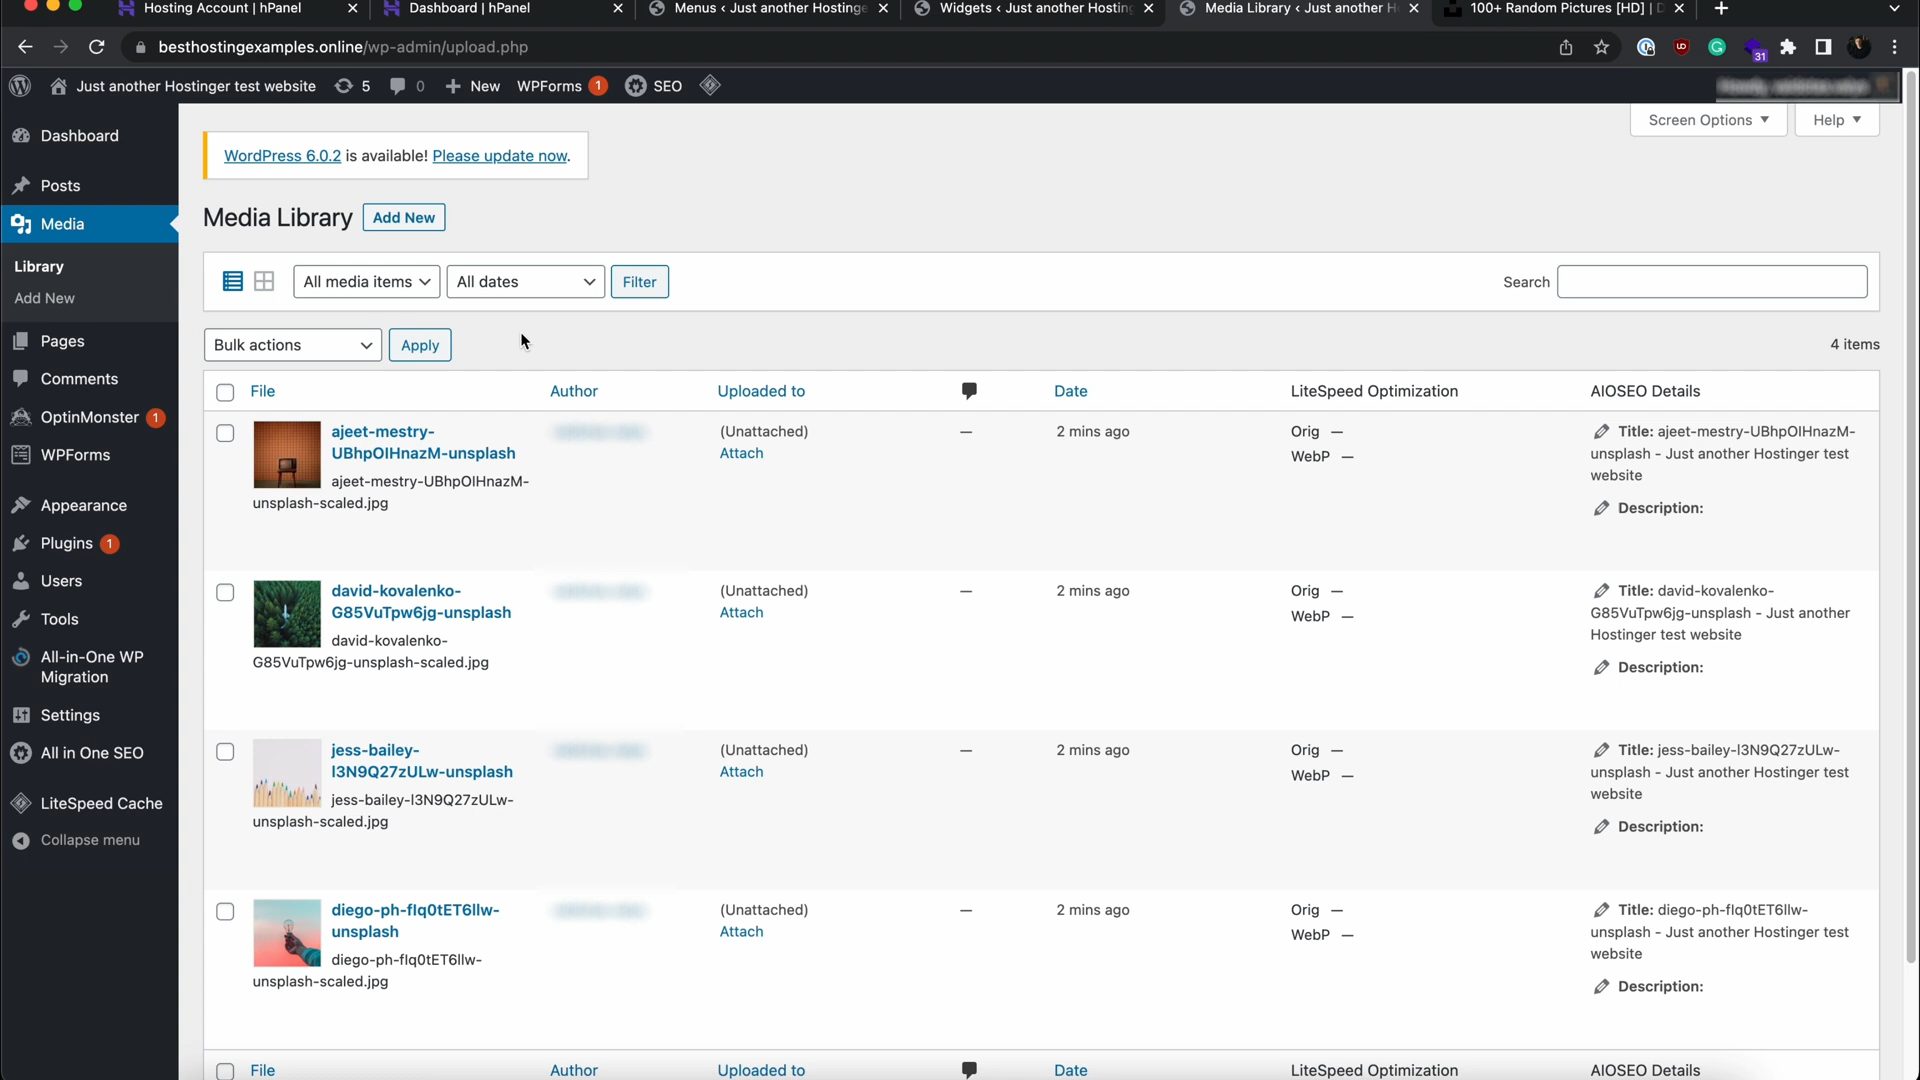 Hosting Account | hPanel
Dashboard | hPanel
Menus < Just another Hostinge
Widgets < Just another Hosting
Media Library < Just another H
100+ Random Pictures [HD] | D
besthostingexamples.online/wp-admin/upload.php
31
Just another Hostinger test website
5
0
New
WPForms 1
SEO
Dashboard
Posts
Media
Library
Add New
Pages
Comments
OptinMonster 1
WPForms
Appearance
Plugins 1
Users
Tools
All-in-One WP
Migration
Settings
All in One SEO
LiteSpeed Cache
Collapse menu
Screen Options
Help
WordPress 6.0.2 is available! Please update now.
Media Library
Add New
All media items
All dates
Filter
Search
Bulk actions
Apply
4 items
File
Author
Uploaded to
Date
LiteSpeed Optimization
AIOSEO Details
ajeet-mestry-
UBhpOIHnazM-unsplash
ajeet-mestry-UBhpOIHnazM-
unsplash-scaled.jpg
(Unattached)
Attach
—
2 mins ago
Orig —
WebP —
Title: ajeet-mestry-UBhpOIHnazM-
unsplash - Just another Hostinger test
website
Description:
david-kovalenko-
G85VuTpw6jg-unsplash
david-kovalenko-
G85VuTpw6jg-unsplash-scaled.jpg
(Unattached)
Attach
—
2 mins ago
Orig —
WebP —
Title: david-kovalenko-
G85VuTpw6jg-unsplash - Just another
Hostinger test website
Description:
jess-bailey-
l3N9Q27zULw-unsplash
jess-bailey-l3N9Q27zULw-
unsplash-scaled.jpg
(Unattached)
Attach
—
2 mins ago
Orig —
WebP —
Title: jess-bailey-l3N9Q27zULw-
unsplash - Just another Hostinger test
website
Description:
diego-ph-fIq0tET6llw-
unsplash
diego-ph-fIq0tET6llw-
unsplash-scaled.jpg
(Unattached)
Attach
—
2 mins ago
Orig —
WebP —
Title: diego-ph-fIq0tET6llw-
unsplash - Just another Hostinger test
website
Description:
File
Author
Uploaded to
Date
LiteSpeed Optimization
AIOSEO Details